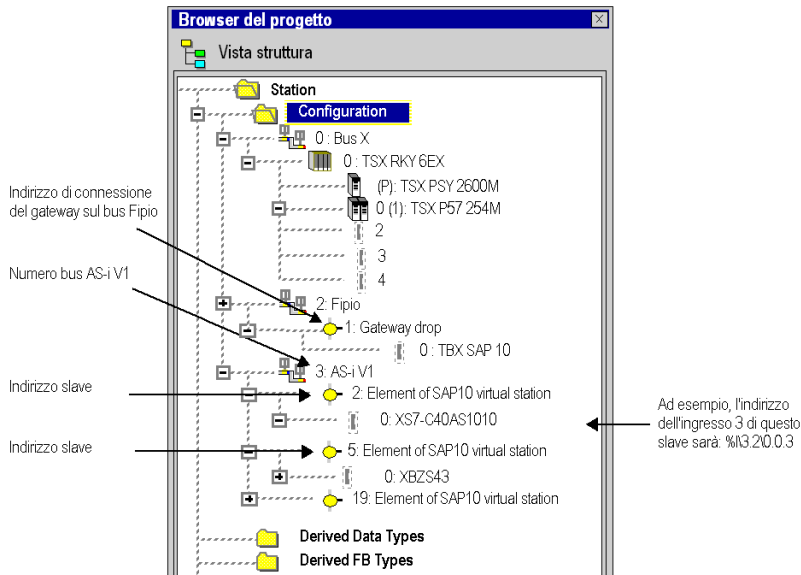 Browser del progetto
Vista struttura
Station
Configuration
0 : Bus X
0 : TSX RKY 6EX
(P): TSX PSY 2600M
0 (1): TSX P57 254M
2
3
4
Indirizzo di connessione
del gateway sul bus Fipio
Numero bus AS-i V1
2: Fipio
1: Gateway drop
0 : TBX SAP 10
3: AS-i V1
Indirizzo slave
2: Element of SAP10 virtual station
0: XS7-C40AS1010
Ad esempio, l'indirizzo
dell'ingresso 3 di questo
slave sarà: %I\3.2\0.0.3
Indirizzo slave
5: Element of SAP10 virtual station
0: XBZS43
19: Element of SAP10 virtual station
Derived Data Types
Derived FB Types